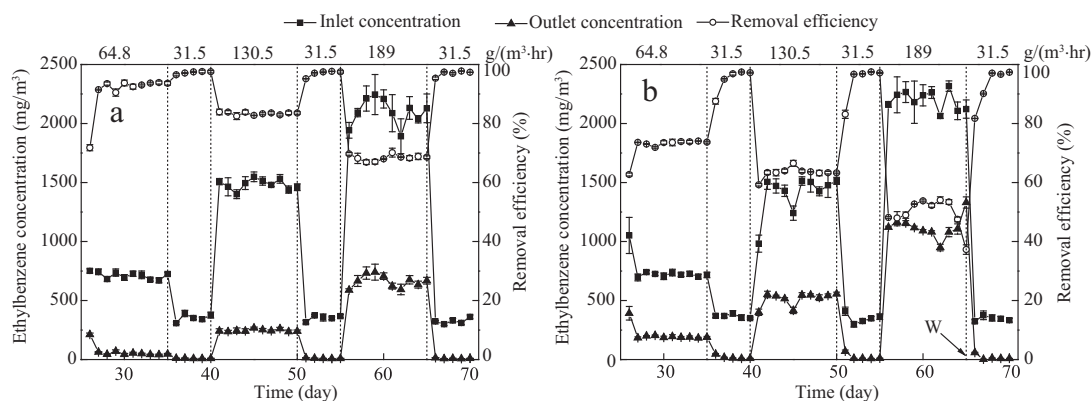 Inlet concentration Outlet concentration Removal efficiency
64.8 31.5 130.5 31.5 189 31.5 g/(m³·hr) 64.8 31.5 130.5 31.5 189 31.5 g/(m³·hr)
2500 100 2500 100
a b
2000 80 2000 80
1500 60 1500 60
1000 40 1000 40
500 20 500 20
W
0 0 0 0
30 40 50 60 70 30 40 50 60 70
Time (day) Time (day)
Ethylbenzene concentration (mg/m³)
Removal efficiency (%)
Ethylbenzene concentration (mg/m³)
Removal efficiency (%)